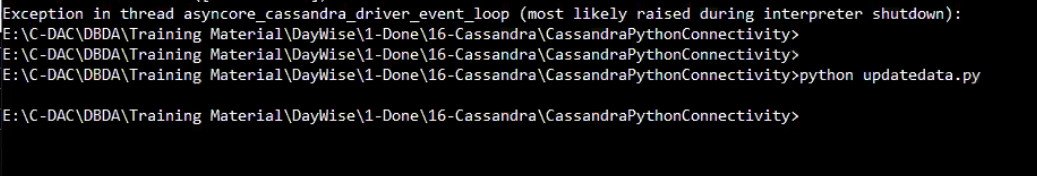 Exception in thread asyncore_cassandra_driver_event_loop (most likely raised during interpreter shutdown):
E:\C-DAC\DBDA\Training Material\DayWise\1-Done\16-Cassandra\CassandraPythonConnectivity>
E:\C-DAC\DBDA\Training Material\DayWise\1-Done\16-Cassandra\CassandraPythonConnectivity>
E:\C-DAC\DBDA\Training Material\DayWise\1-Done\16-Cassandra\CassandraPythonConnectivity>python updatedata.py
E:\C-DAC\DBDA\Training Material\DayWise\1-Done\16-Cassandra\CassandraPythonConnectivity>